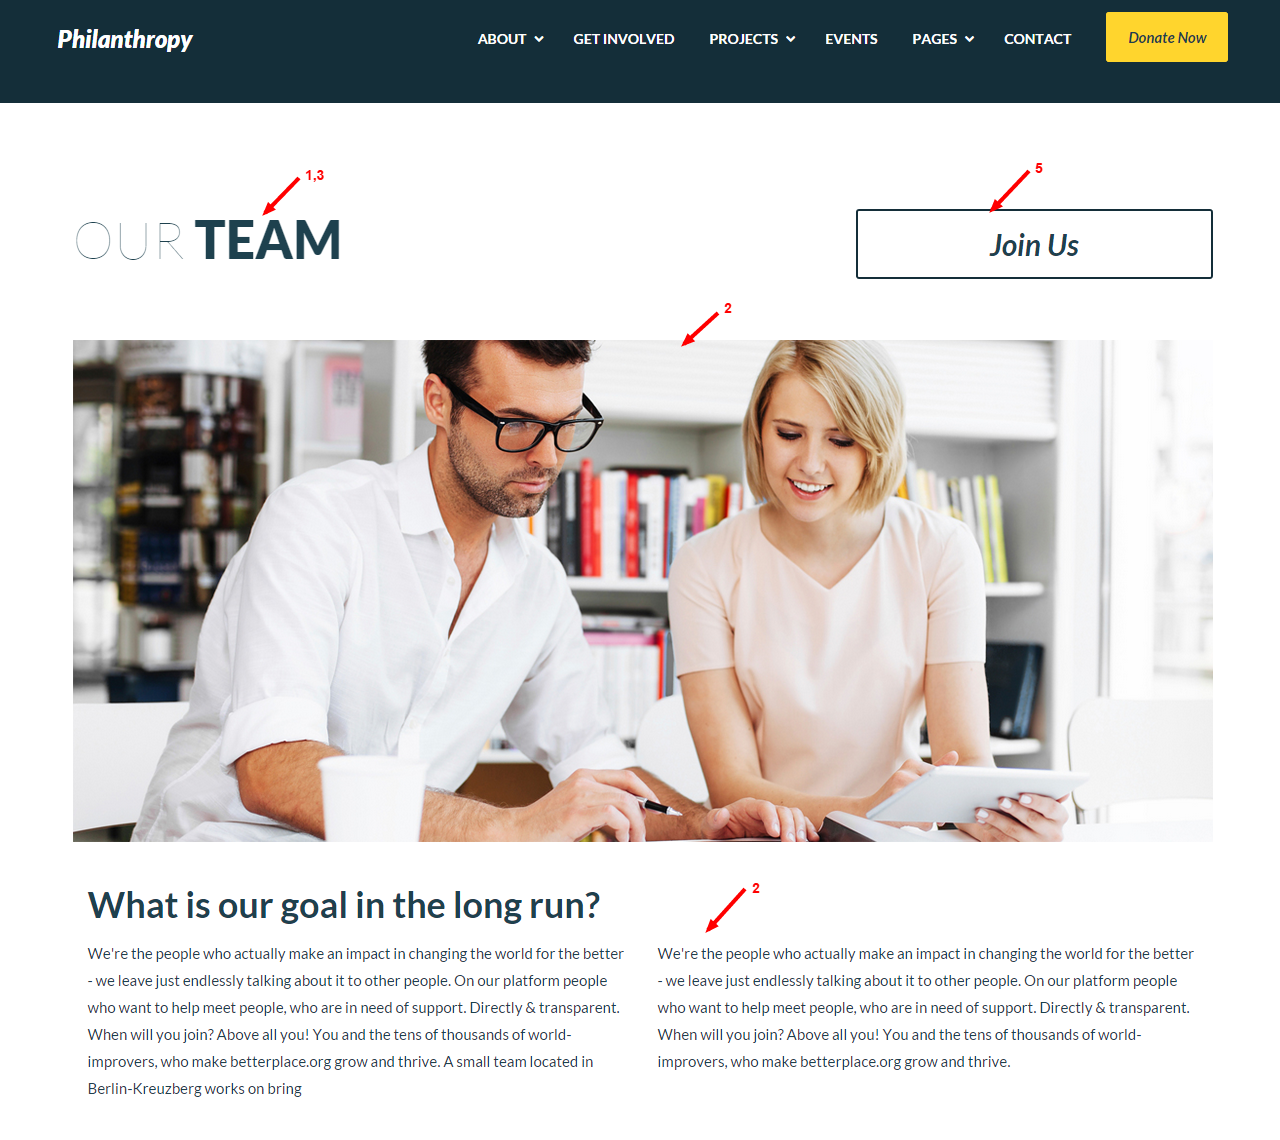 Philanthropy
ABOUT GET INVOLVED PROJECTS EVENTS PAGES CONTACT Donate Now
1,3
5
OUR TEAM
Join Us
2
What is our goal in the long run?
2
We're the people who actually make an impact in changing the world for the better
- we leave just endlessly talking about it to other people. On our platform people
who want to help meet people, who are in need of support. Directly & transparent.
When will you join? Above all you! You and the tens of thousands of world-
improvers, who make betterplace.org grow and thrive. A small team located in
Berlin-Kreuzberg works on bring
We're the people who actually make an impact in changing the world for the better
- we leave just endlessly talking about it to other people. On our platform people
who want to help meet people, who are in need of support. Directly & transparent.
When will you join? Above all you! You and the tens of thousands of world-
improvers, who make betterplace.org grow and thrive.